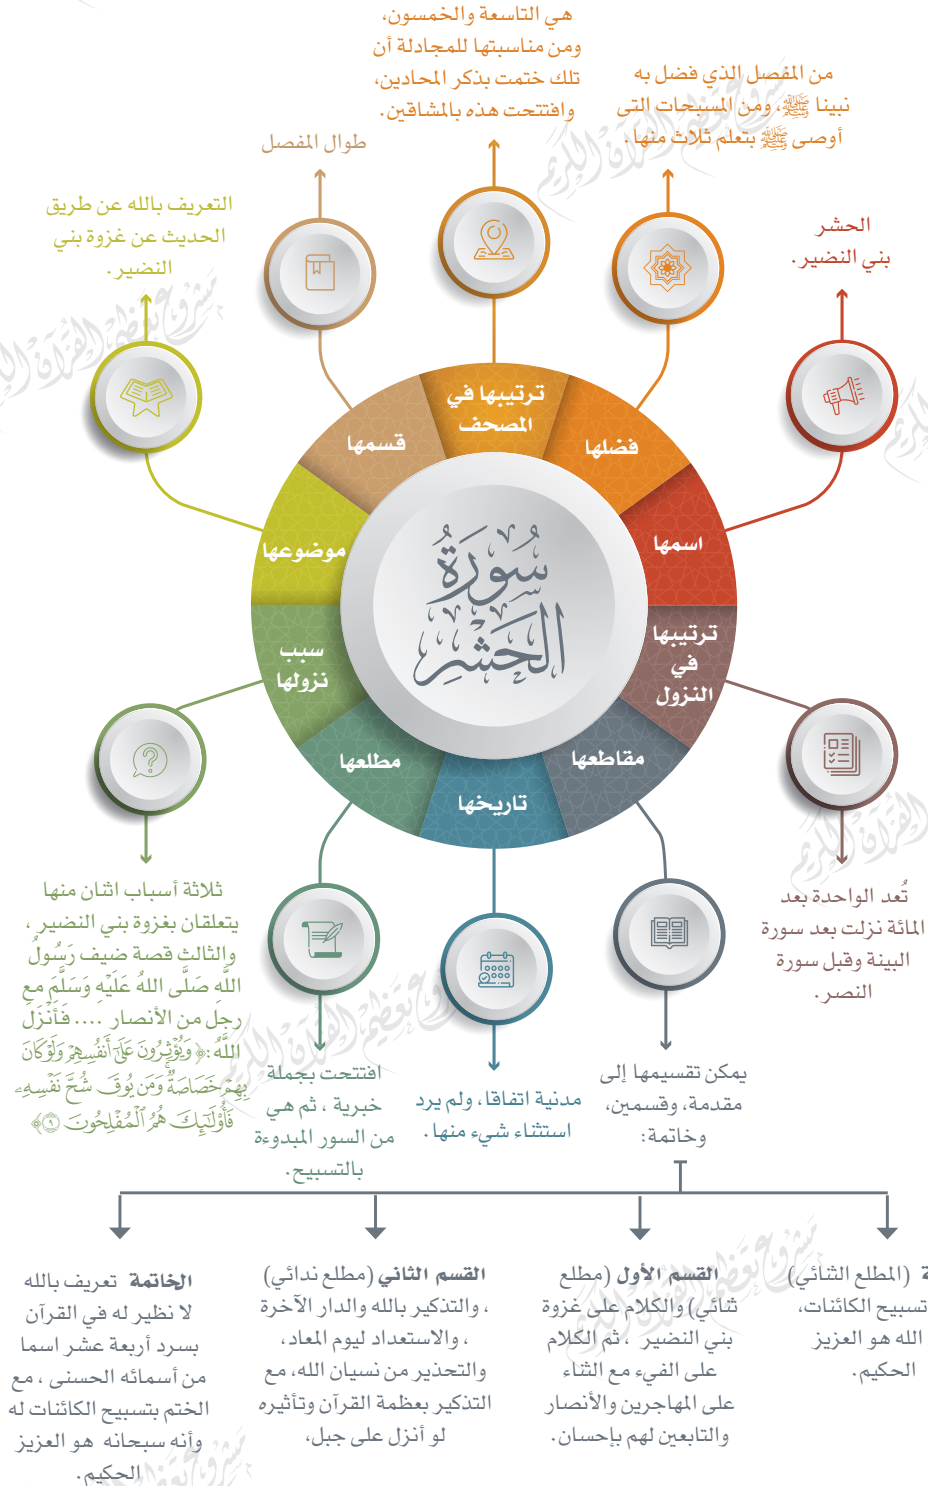 هي التاسعة والخمسون،
ومن مناسبتها للمجادلة أن
تلك ختمت بذكر المحادين،
وافتتحت هذه بالمشاقين.
من المفصل الذي فضل به
نبينا ﷺ، ومن المسبحات التى
أوصى ﷺ بتعلم ثلاث منها.
طوال المفصل
التعريف بالله عن طريق
الحديث عن غزوة بني
النضير.
الحشر
بني النضير.
ترتيبها في
المصحف
فضلها
قسمها
اسمها
موضوعها
سُورَةُ
الحَشْرِ
ترتيبها
في
النزول
سبب
نزولها
مقاطعها
مطلعها
تاريخها
تُعد الواحدة بعد
المائة نزلت بعد سورة
البينة وقبل سورة
النصر.
ثلاثة أسباب اثنان منها
يتعلقان بغزوة بني النضير ،
والثالث قصة ضيف رَسُولُ
اللَّهِ صَلَّى اللهُ عَلَيْهِ وَسَلَّمَ مع
رجل من الأنصار .... فَأَنْزَلَ
اللَّهُ :﴿ وَيُؤْثِرُونَ عَلَىٰٓ أَنفُسِهِمْ وَلَوْ كَانَ
بِهِمْ خَصَاصَةٌۚ وَمَن يُوقَ شُحَّ نَفْسِهِۦ
فَأُوْلَٰٓئِكَ هُمُ ٱلْمُفْلِحُونَ ٩﴾
افتتحت بجملة
خبرية ، ثم هي
من السور المبدوءة
بالتسبيح.
مدنية اتفاقا، ولم يرد
استثناء شيء منها.
يمكن تقسيمها إلى
مقدمة، وقسمين،
وخاتمة:
(المطلع الثنائي)
تسبيح الكائنات،
الله هو العزيز
الحكيم.
القسم الأول (مطلع
ثنائي) والكلام على غزوة
بني النضير ، ثم الكلام
على الفيء مع الثناء
على المهاجرين والأنصار
والتابعين لهم بإحسان.
القسم الثاني (مطلع ندائي)
، والتذكير بالله والدار الآخرة
، والاستعداد ليوم المعاد،
والتحذير من نسيان الله، مع
التذكير بعظمة القرآن وتأثيره
لو أنزل على جبل،
الخاتمة تعريف بالله
لا نظير له في القرآن
بسرد أربعة عشر اسما
من أسمائه الحسنى ، مع
الختم بتسبيح الكائنات له
وأنه سبحانه هو العزيز
الحكيم.
مشروع تعظيم القرآن الكريم